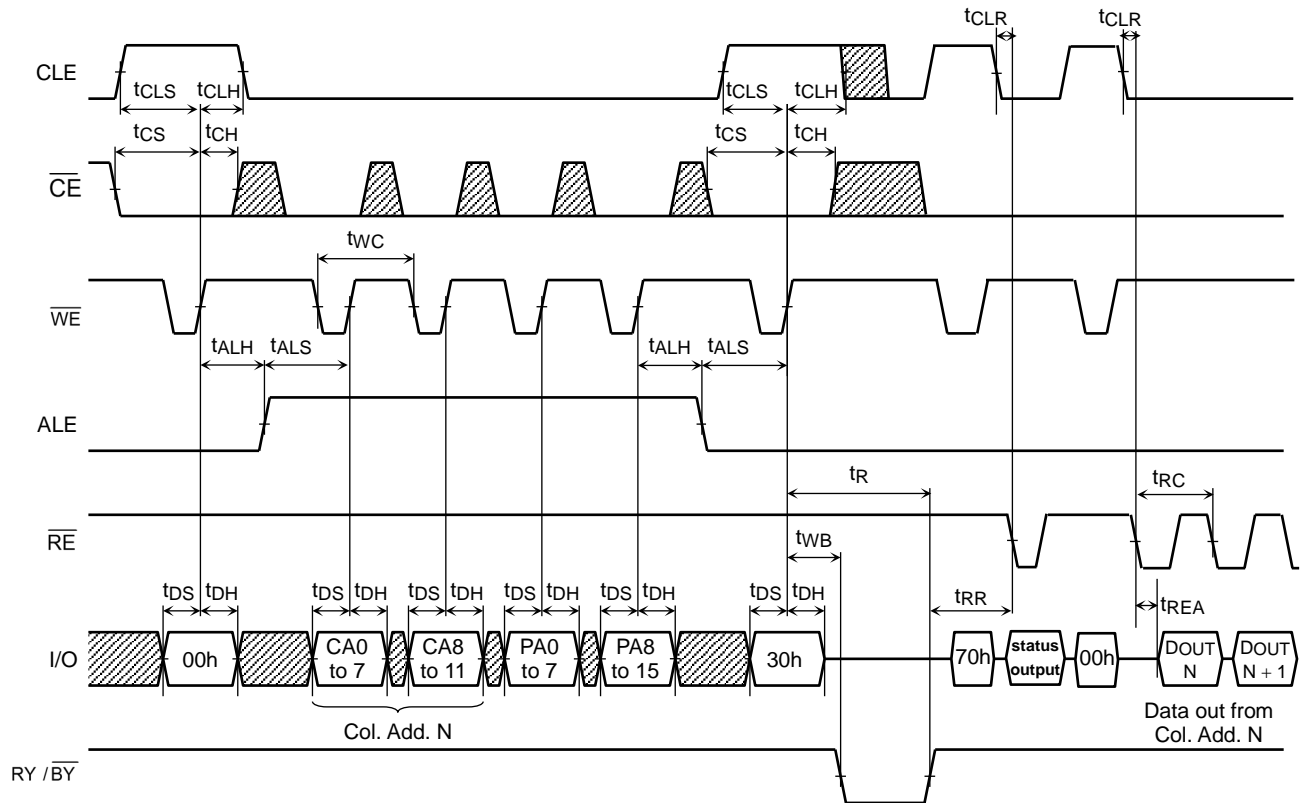 tCLR tCLR
CLE
tCLS tCLH tCLS tCLH
tCS tCH tCS tCH
CE
tWC
WE
tALH tALS tALH tALS
ALE
tR
tRC
RE
tWB
tDS tDH tDS tDH tDS tDH tDS tDH tDS tDH tDS tDH tRR tREA
I/O 00h CA0 to 7 CA8 to 11 PA0 to 7 PA8 to 15 30h 70h status output 00h DOUT N DOUT N + 1
Col. Add. N
Data out from
Col. Add. N
RY / BY